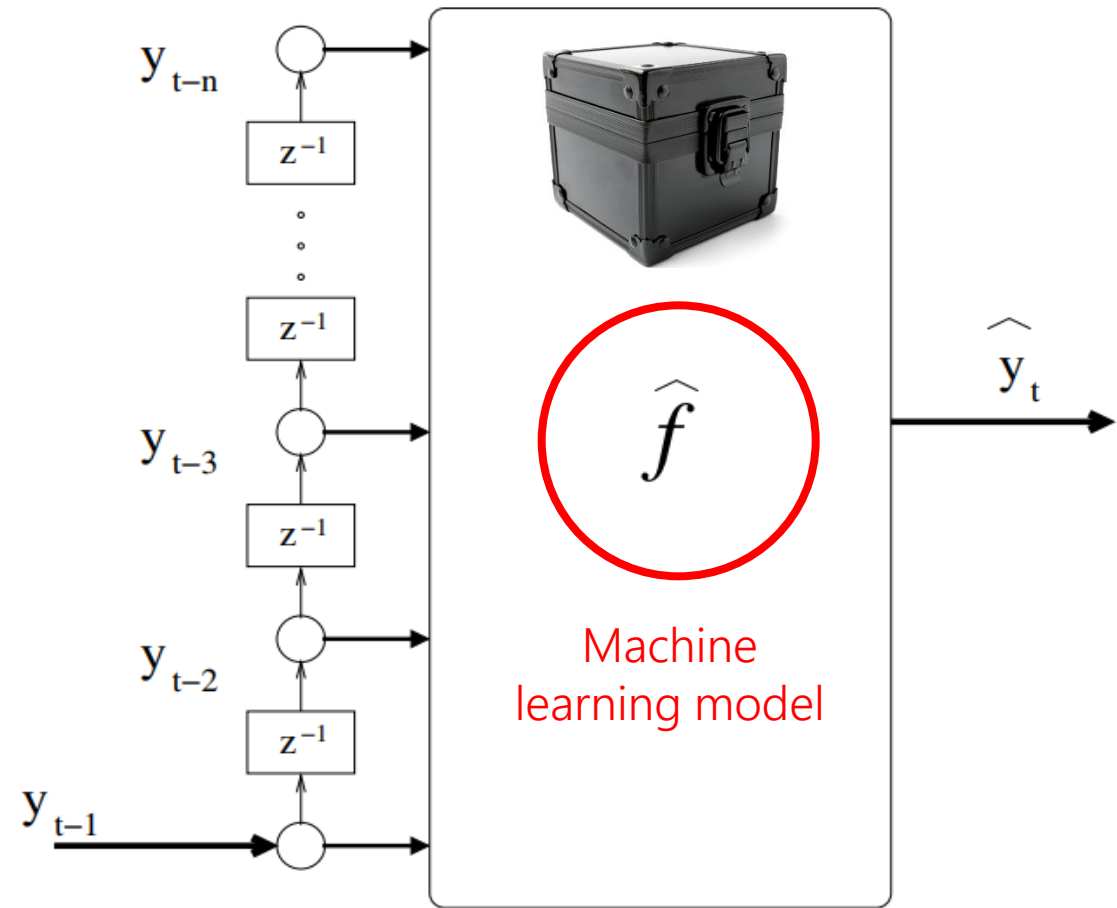 y t−n
z⁻¹
z⁻¹
y t−3
z⁻¹
y t−2
z⁻¹
y t−1
f̂
Machine
learning model
ŷ t